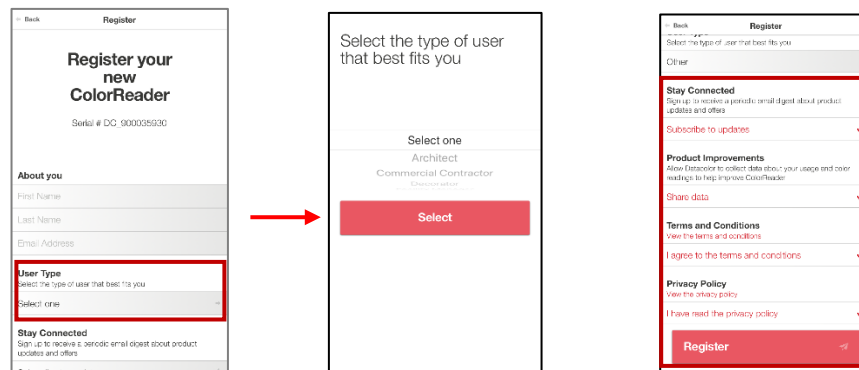 Back Register
Register your
new
ColorReader
Serial # DC_900035930
About you
First Name
Last Name
Email Address
User Type
Select the type of user that best fits you
Select one
Stay Connected
Sign up to receive a periodic email digest about product
updates and offers
Select the type of user
that best fits you
Select one
Architect
Commercial Contractor
Decorator
Select
Back Register
Select the type of user that best fits you
Other
Stay Connected
Sign up to receive a periodic email digest about product
updates and offers
Subscribe to updates
Product Improvements
Allow Datacolor to collect data about your usage and color
readings to help improve ColorReader
Share data
Terms and Conditions
View the terms and conditions
I agree to the terms and conditions
Privacy Policy
View the privacy policy
I have read the privacy policy
Register